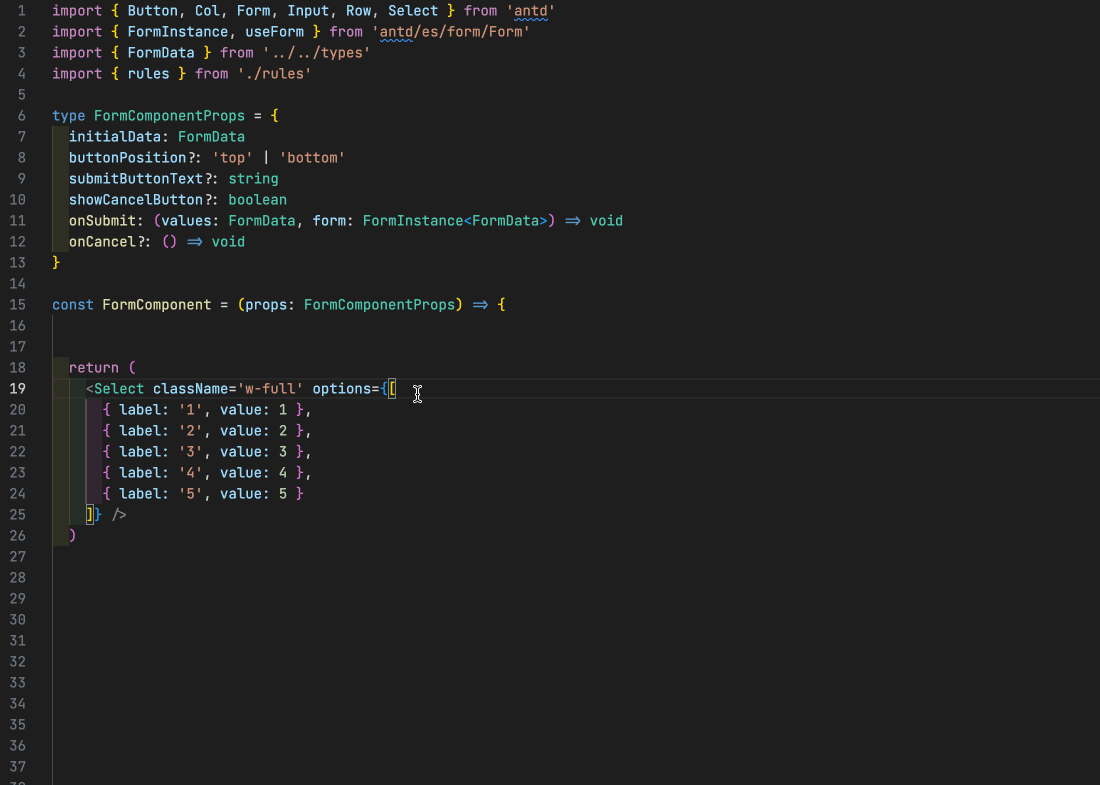 1 import { Button, Col, Form, Input, Row, Select } from 'antd'
2 import { FormInstance, useForm } from 'antd/es/form/Form'
3 import { FormData } from '../../types'
4 import { rules } from './rules'
5
6 type FormComponentProps = {
7 initialData: FormData
8 buttonPosition?: 'top' | 'bottom'
9 submitButtonText?: string
10 showCancelButton?: boolean
11 onSubmit: (values: FormData, form: FormInstance<FormData>) => void
12 onCancel?: () => void
13 }
14
15 const FormComponent = (props: FormComponentProps) => {
16
17
18 return (
19 <Select className='w-full' options={[
20 { label: '1', value: 1 },
21 { label: '2', value: 2 },
22 { label: '3', value: 3 },
23 { label: '4', value: 4 },
24 { label: '5', value: 5 }
25 ]} />
26 )
27
28
29
30
31
32
33
34
35
36
37